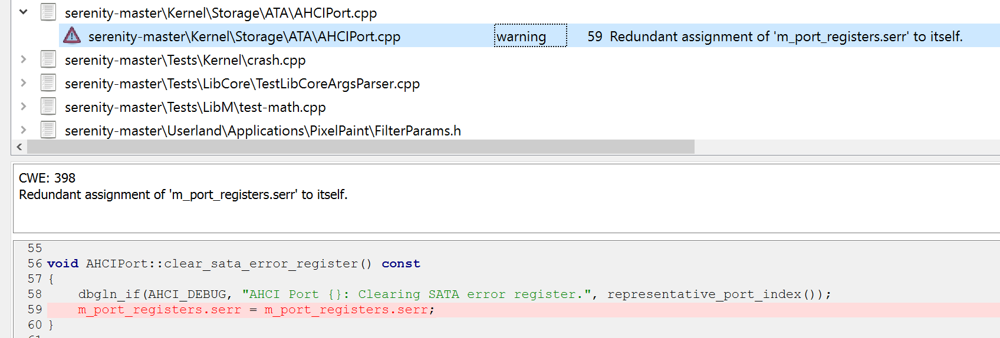 serenity-master\Kernel\Storage\ATA\AHCIPort.cpp
serenity-master\Kernel\Storage\ATA\AHCIPort.cpp warning 59 Redundant assignment of 'm_port_registers.serr' to itself.
serenity-master\Tests\Kernel\crash.cpp
serenity-master\Tests\LibCore\TestLibCoreArgsParser.cpp
serenity-master\Tests\LibM\test-math.cpp
serenity-master\Userland\Applications\PixelPaint\FilterParams.h
CWE: 398
Redundant assignment of 'm_port_registers.serr' to itself.
55
56 void AHCIPort::clear_sata_error_register() const
57 {
58 dbgln_if(AHCI_DEBUG, "AHCI Port {}: Clearing SATA error register.", representative_port_index());
59 m_port_registers.serr = m_port_registers.serr;
60 }